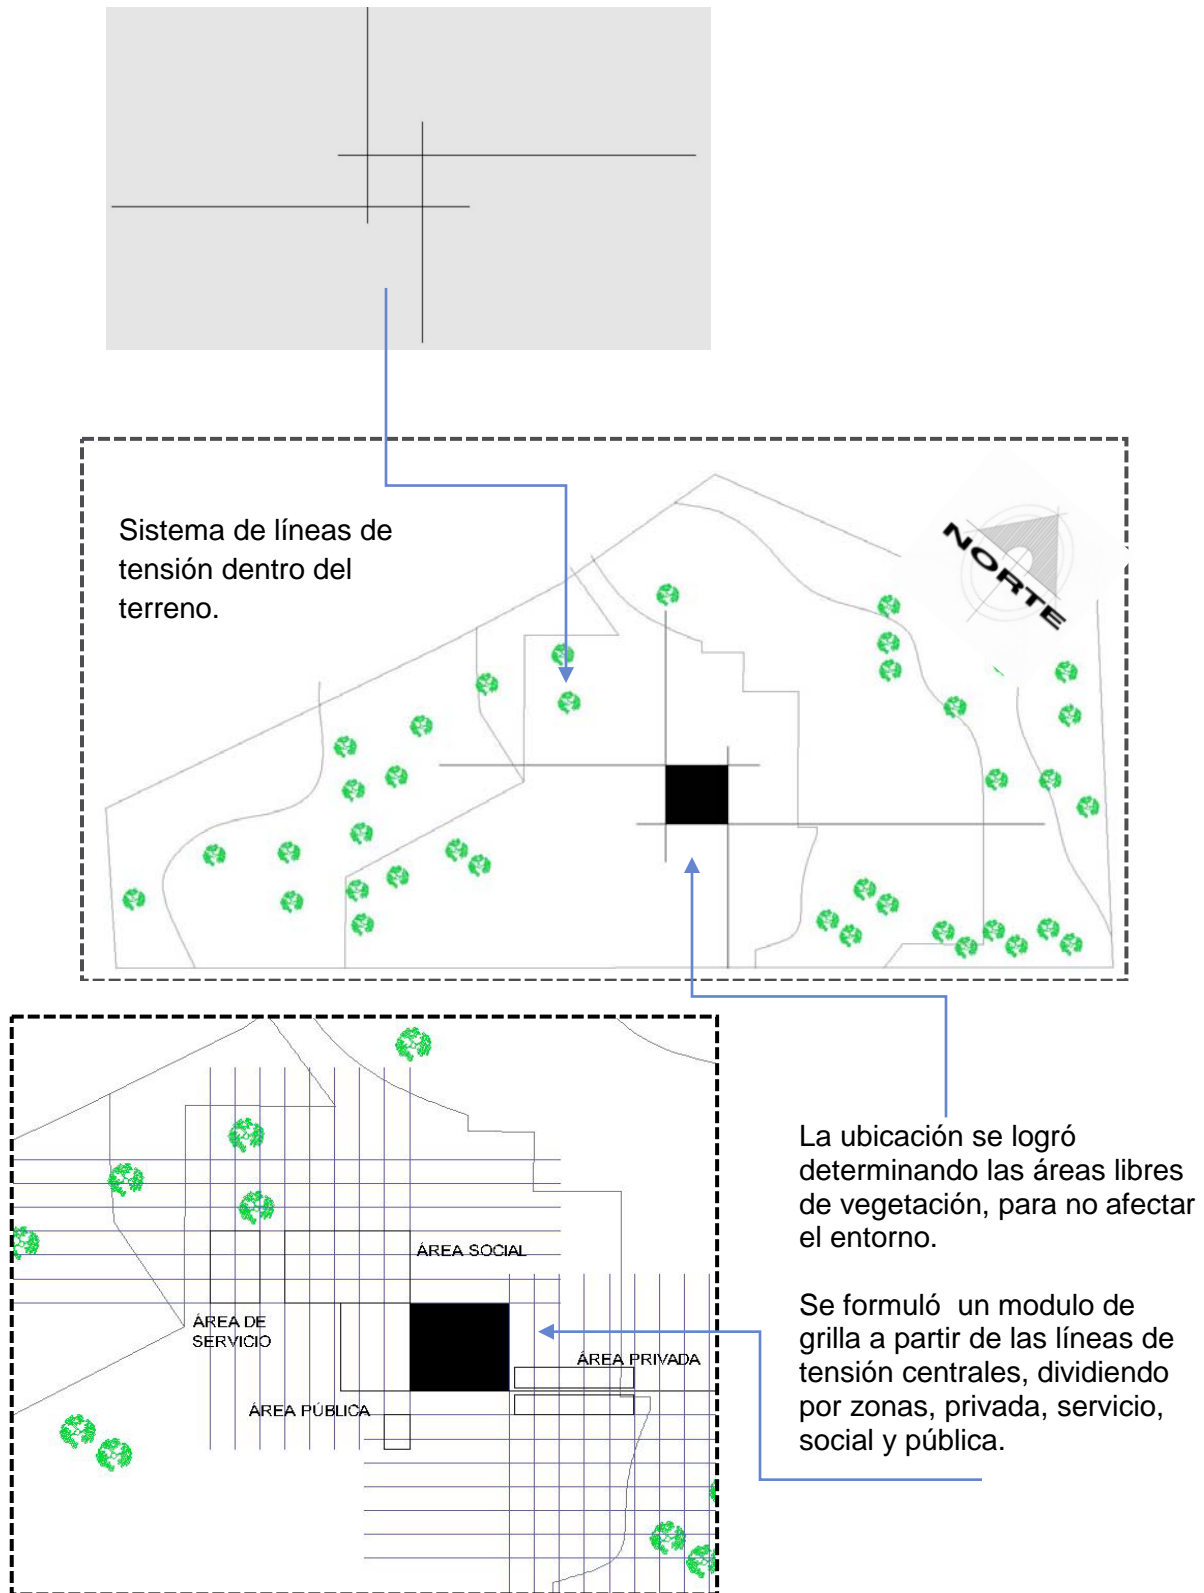 Sistema de líneas de
tensión dentro del
terreno.
NORTE
La ubicación se logró
determinando las áreas libres
de vegetación, para no afectar
el entorno.
Se formuló  un modulo de
grilla a partir de las líneas de
tensión centrales, dividiendo
por zonas, privada, servicio,
social y pública.
ÁREA SOCIAL
ÁREA DE
SERVICIO
ÁREA PRIVADA
ÁREA PÚBLICA